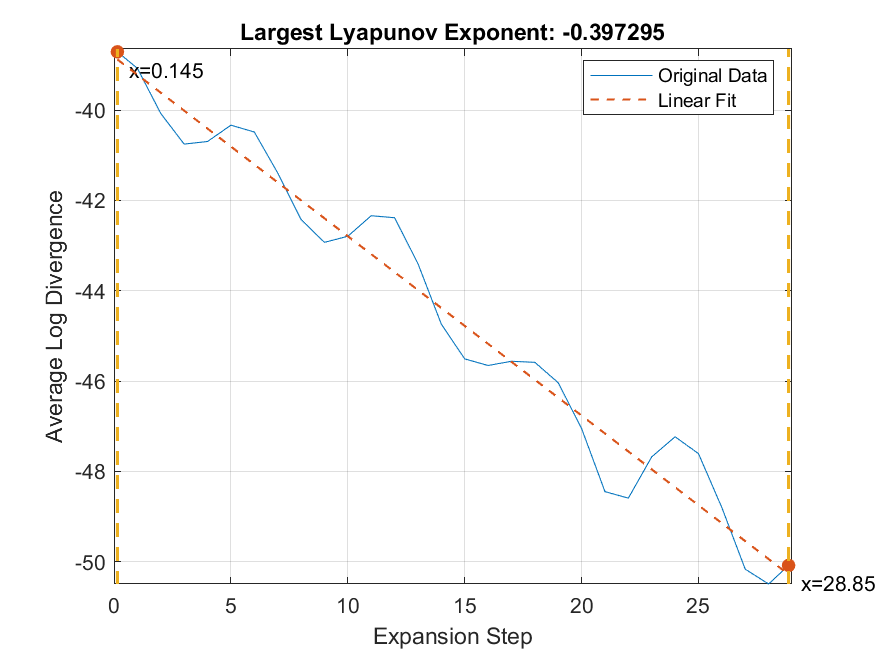 Largest Lyapunov Exponent: -0.397295
x=0.145
Original Data
Linear Fit
-40
-42
-44
-46
-48
-50
Average Log Divergence
x=28.85
0
5
10
15
20
25
Expansion Step